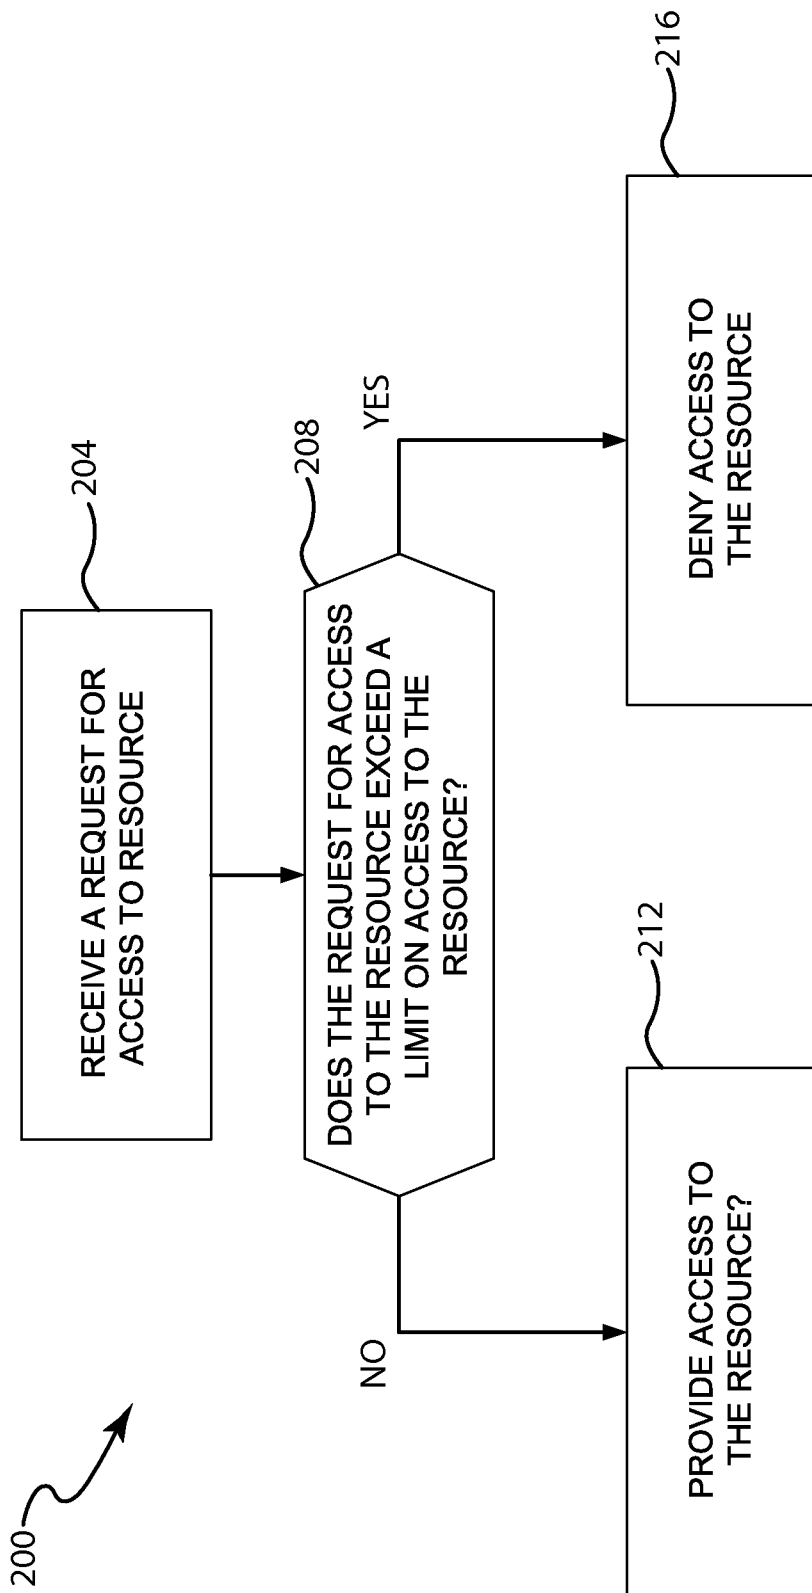 200
RECEIVE A REQUEST FOR
ACCESS TO RESOURCE
204
DOES THE REQUEST FOR ACCESS
TO THE RESOURCE EXCEED A
LIMIT ON ACCESS TO THE
RESOURCE?
208
NO
YES
PROVIDE ACCESS TO
THE RESOURCE?
212
DENY ACCESS TO
THE RESOURCE
216